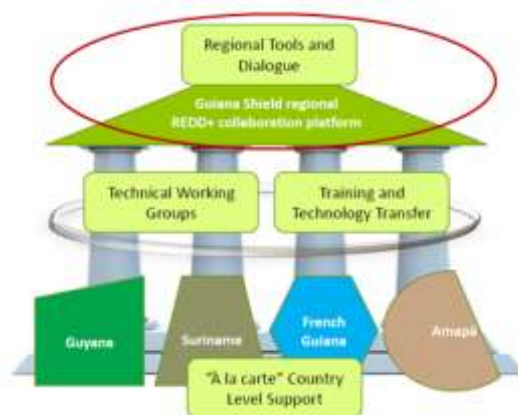 Regional Tools and
Dialogue
Guiana Shield regional
REDD+ collaboration platform
Technical Working
Groups
Training and
Technology Transfer
Guyana
Suriname
French
Guiana
Amapá
"À la carte" Country
Level Support